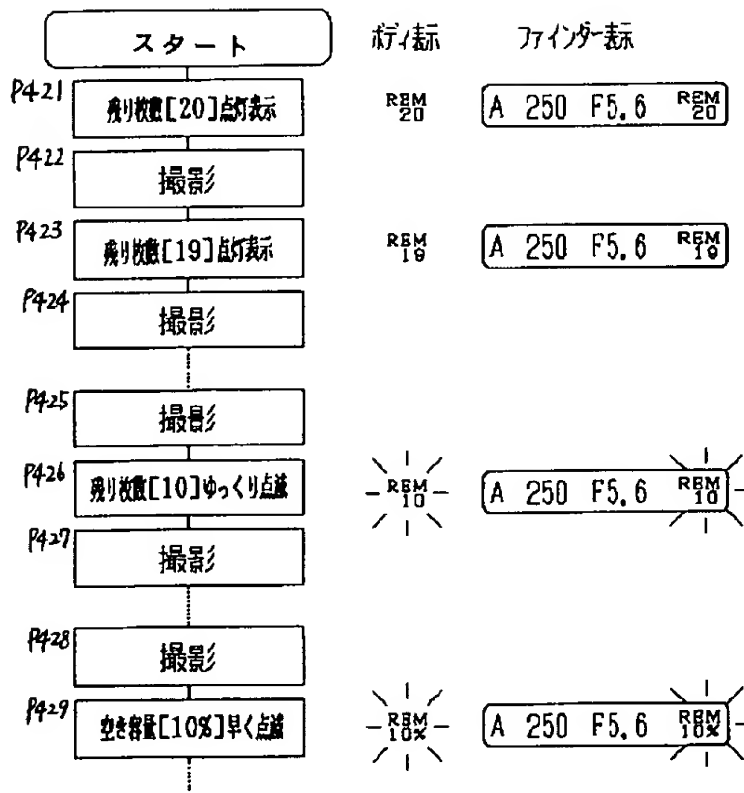 スタート ボディ表示 ファインダー表示
P421 残り枚数[20]点灯表示 REM 20 A 250 F5.6 REM 20
P422 撮影
P423 残り枚数[19]点灯表示 REM 19 A 250 F5.6 REM 19
P424 撮影
P425 撮影
P426 残り枚数[10]ゆっくり点滅 REM 10 A 250 F5.6 REM 10
P427 撮影
P428 撮影
P429 空き容量[10%]早く点滅 REM 10% A 250 F5.6 REM 10%